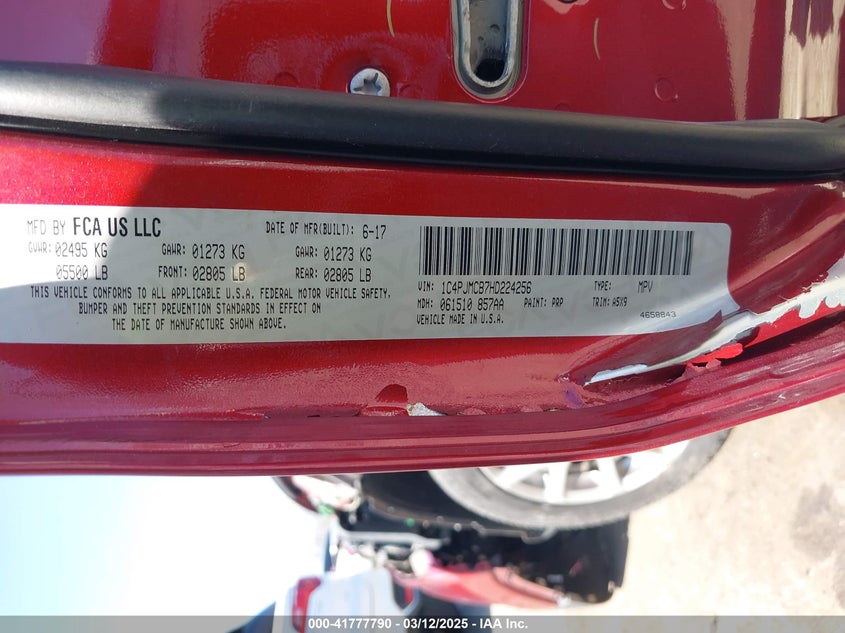 MFD BY FCA US LLC DATE OF MFR(BUILT): 6-17
GVWR: 02495 KG GAWR: 01273 KG GAWR: 01273 KG
05500 LB FRONT: 02805 LB REAR: 02805 LB
THIS VEHICLE CONFORMS TO ALL APPLICABLE U.S.A. FEDERAL MOTOR VEHICLE SAFETY,
BUMPER AND THEFT PREVENTION STANDARDS IN EFFECT ON
THE DATE OF MANUFACTURE SHOWN ABOVE.
VIN: 1C4PJMCB7HD224256 TYPE: MPV
MDH: 061510 857AA PAINT: PRP TRIM: A5X9
VEHICLE MADE IN U.S.A. 4658843
000-41777790 - 03/12/2025 - IAA Inc.